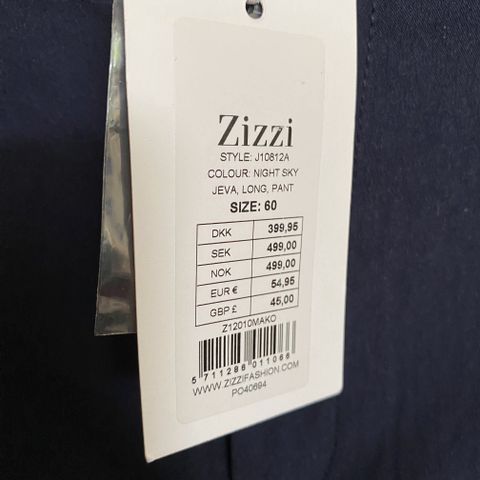 Zizzi
STYLE: J10812A
COLOUR: NIGHT SKY
JEVA, LONG, PANT
SIZE: 60
DKK 399,95
SEK 499,00
NOK 499,00
EUR € 54,95
GBP £ 45,00
Z12010MAKO
5 711286 011066
WWW.ZIZZIFASHION.COM
PO40694